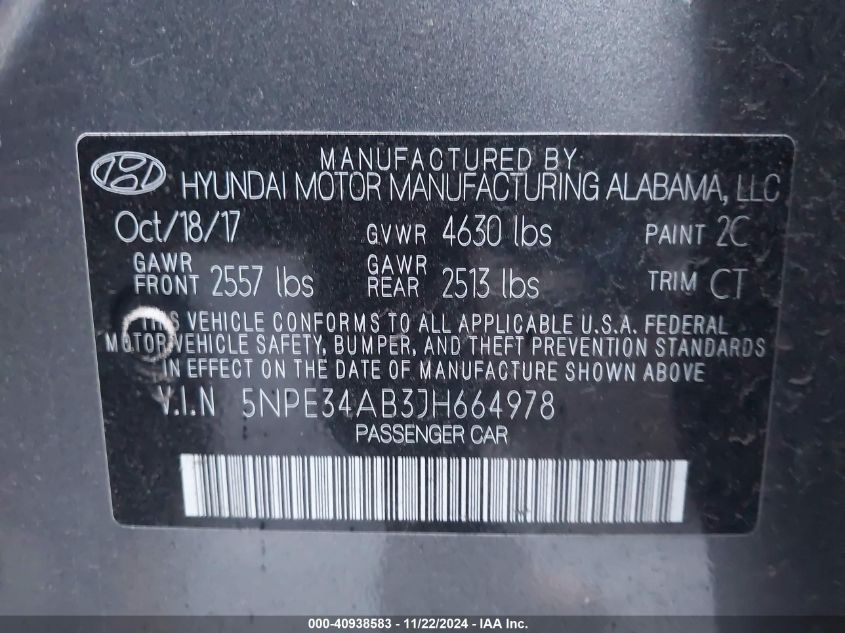 MANUFACTURED BY
HYUNDAI MOTOR MANUFACTURING ALABAMA, LLC
Oct/18/17 GVWR 4630 lbs PAINT 2C
GAWR FRONT 2557 lbs GAWR REAR 2513 lbs TRIM CT
THIS VEHICLE CONFORMS TO ALL APPLICABLE U.S.A. FEDERAL
MOTOR VEHICLE SAFETY, BUMPER, AND THEFT PREVENTION STANDARDS
IN EFFECT ON THE DATE OF MANUFACTURE SHOWN ABOVE
V.I.N 5NPE34AB3JH664978
PASSENGER CAR
000-40938583 - 11/22/2024 - IAA Inc.